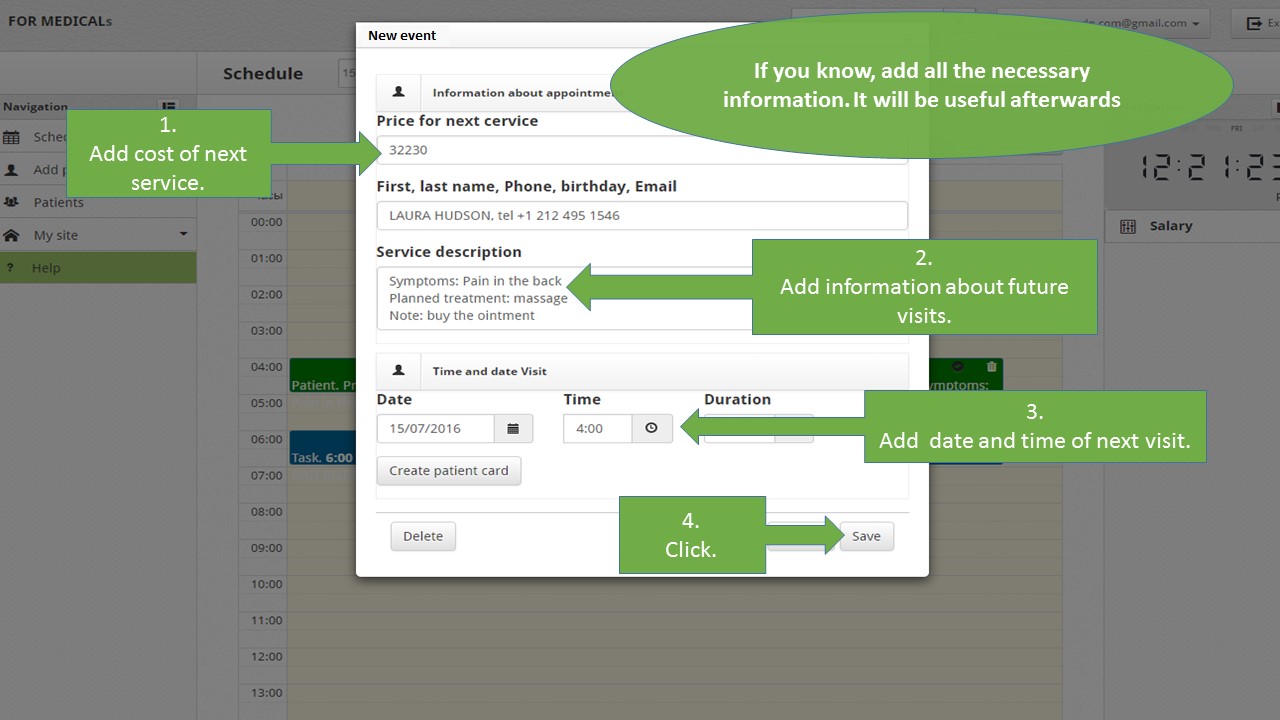 FOR MEDICALs
com@gmail.com
New event
Schedule
15
If you know, add all the necessary
information. It will be useful afterwards
Navigation
Information about appointment
1.
Add cost of next
service.
Price for next cervice
32230
FRI
12:21:23
Add
Patients
My site
Help
First, last name, Phone, birthday, Email
LAURA HUDSON, tel +1 212 495 1546
Salary
Service description
Symptoms: Pain in the back
Planned treatment: massage
Note: buy the ointment
2.
Add information about future
visits.
00:00
01:00
02:00
03:00
04:00
05:00
06:00
07:00
08:00
09:00
10:00
11:00
12:00
13:00
Patient.
Task. 6:00
Time and date Visit
Date
Time
Duration
15/07/2016
4:00
3.
Add date and time of next visit.
Create patient card
Delete
4.
Click.
Save